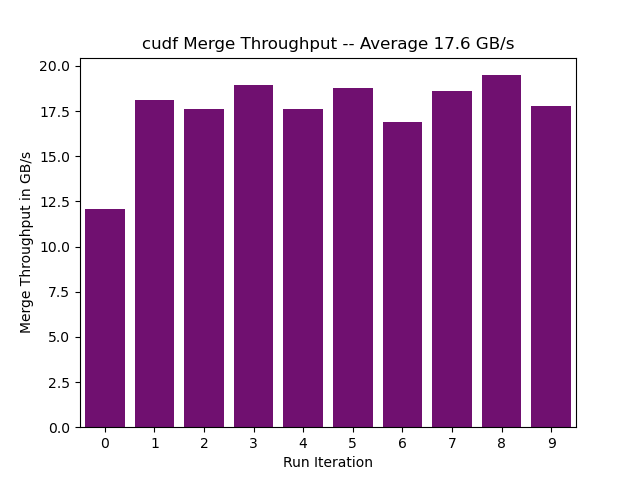 cudf Merge Throughput -- Average 17.6 GB/s
20.0
17.5
15.0
12.5
10.0
7.5
5.0
2.5
0.0
Merge Throughput in GB/s
0 1 2 3 4 5 6 7 8 9
Run Iteration